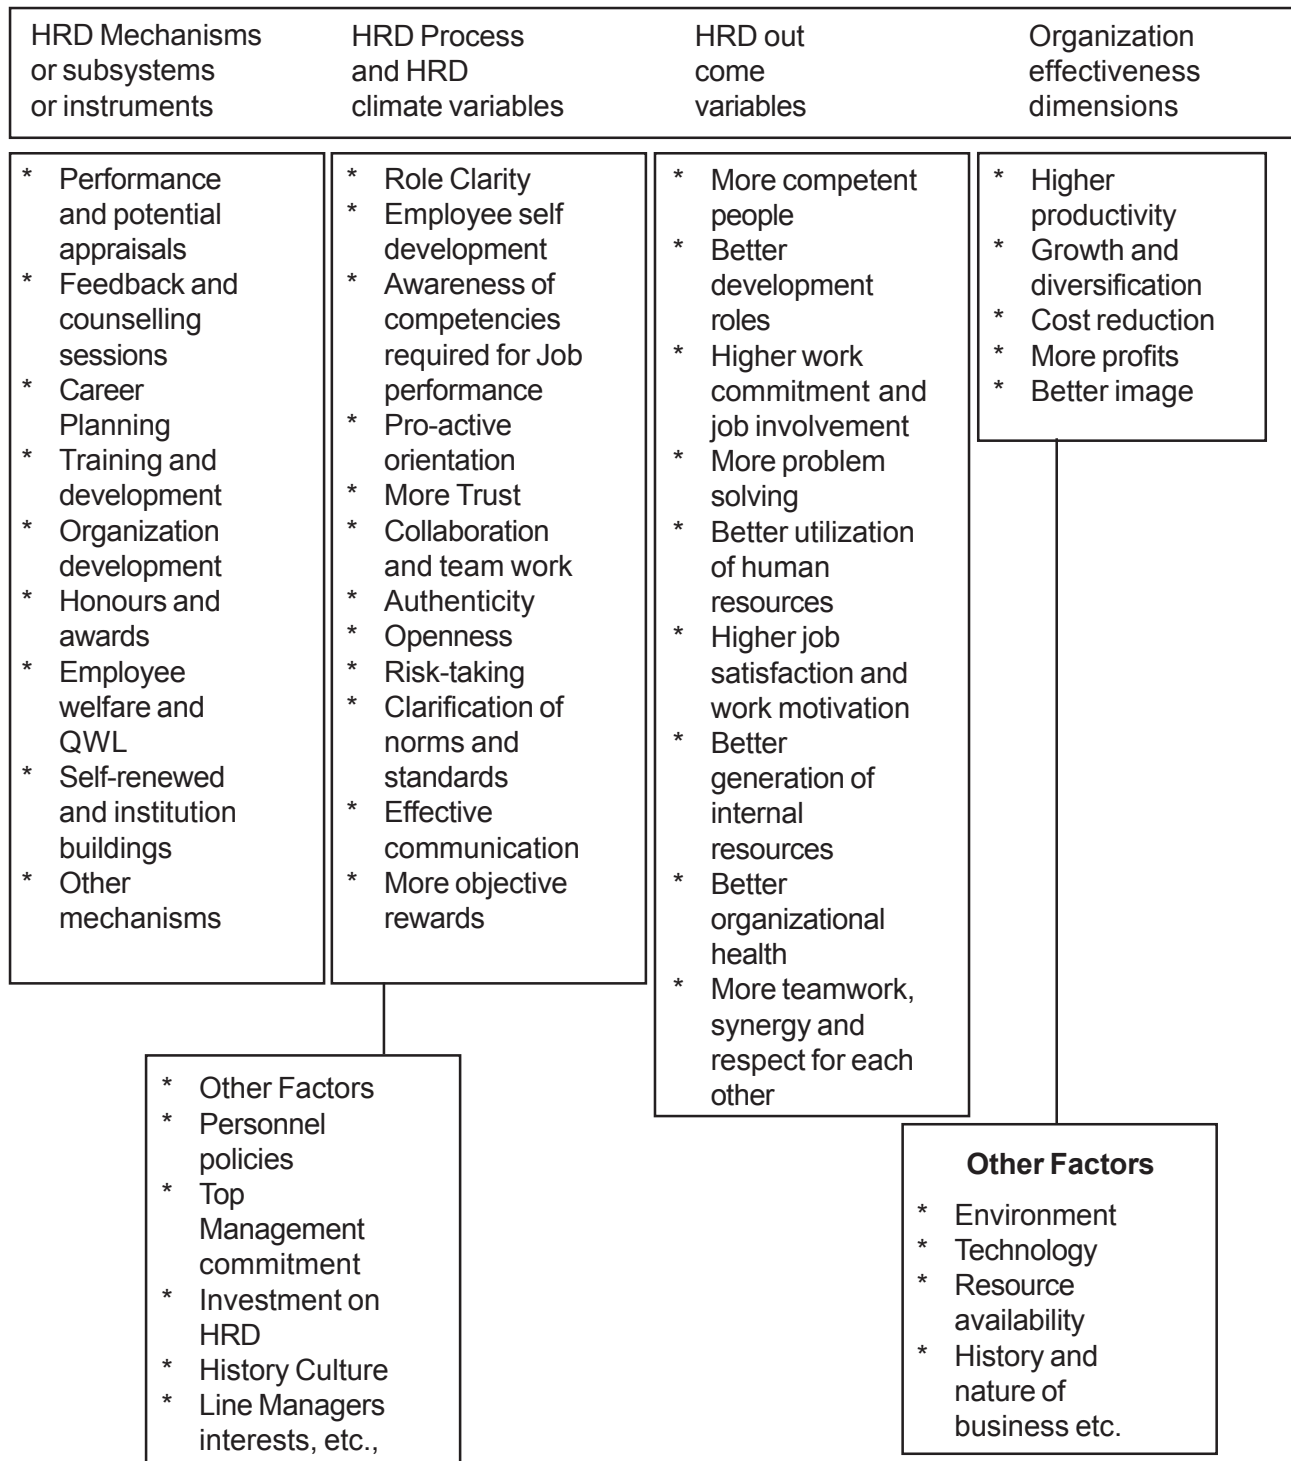 HRD Mechanisms
or subsystems
or instruments
HRD Process
and HRD
climate variables
HRD out
come
variables
Organization
effectiveness
dimensions
* Performance
and potential
appraisals
* Feedback and
counselling
sessions
* Career
Planning
* Training and
development
* Organization
development
* Honours and
awards
* Employee
welfare and
QWL
* Self-renewed
and institution
buildings
* Other
mechanisms
* Role Clarity
* Employee self
development
* Awareness of
competencies
required for Job
performance
* Pro-active
orientation
* More Trust
* Collaboration
and team work
* Authenticity
* Openness
* Risk-taking
* Clarification of
norms and
standards
* Effective
communication
* More objective
rewards
* More competent
people
* Better
development
roles
* Higher work
commitment and
job involvement
* More problem
solving
* Better utilization
of human
resources
* Higher job
satisfaction and
work motivation
* Better
generation of
internal
resources
* Better
organizational
health
* More teamwork,
synergy and
respect for each
other
* Higher
productivity
* Growth and
diversification
* Cost reduction
* More profits
* Better image
* Other Factors
* Personnel
policies
* Top
Management
commitment
* Investment on
HRD
* History Culture
* Line Managers
interests, etc.,
Other Factors
* Environment
* Technology
* Resource
availability
* History and
nature of
business etc.